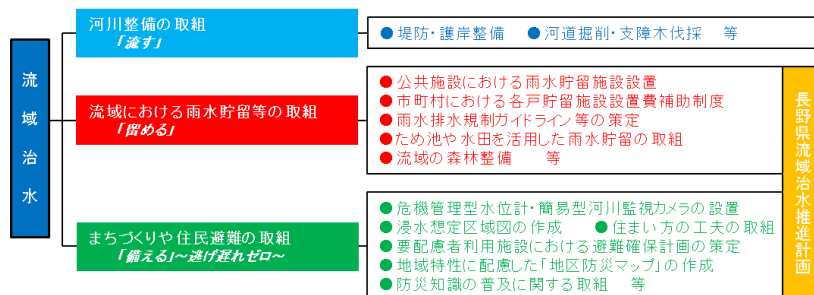 流域治水
河川整備の取組
「流す」
●堤防・護岸整備 ●河道掘削・支障木伐採 等
流域における雨水貯留等の取組
「留める」
●公共施設における雨水貯留施設設置
●市町村における各戸貯留施設設置費補助制度
●雨水排水規制ガイドライン等の策定
●ため池や水田を活用した雨水貯留の取組
●流域の森林整備 等
まちづくりや住民避難の取組
「備える」~逃げ遅れゼロ~
●危機管理型水位計・簡易型河川監視カメラの設置
●浸水想定区域図の作成 ●住まい方の工夫の取組
●要配慮者利用施設における避難確保計画の策定
●地域特性に配慮した「地区防災マップ」の作成
●防災知識の普及に関する取組 等
長野県流域治水推進計画